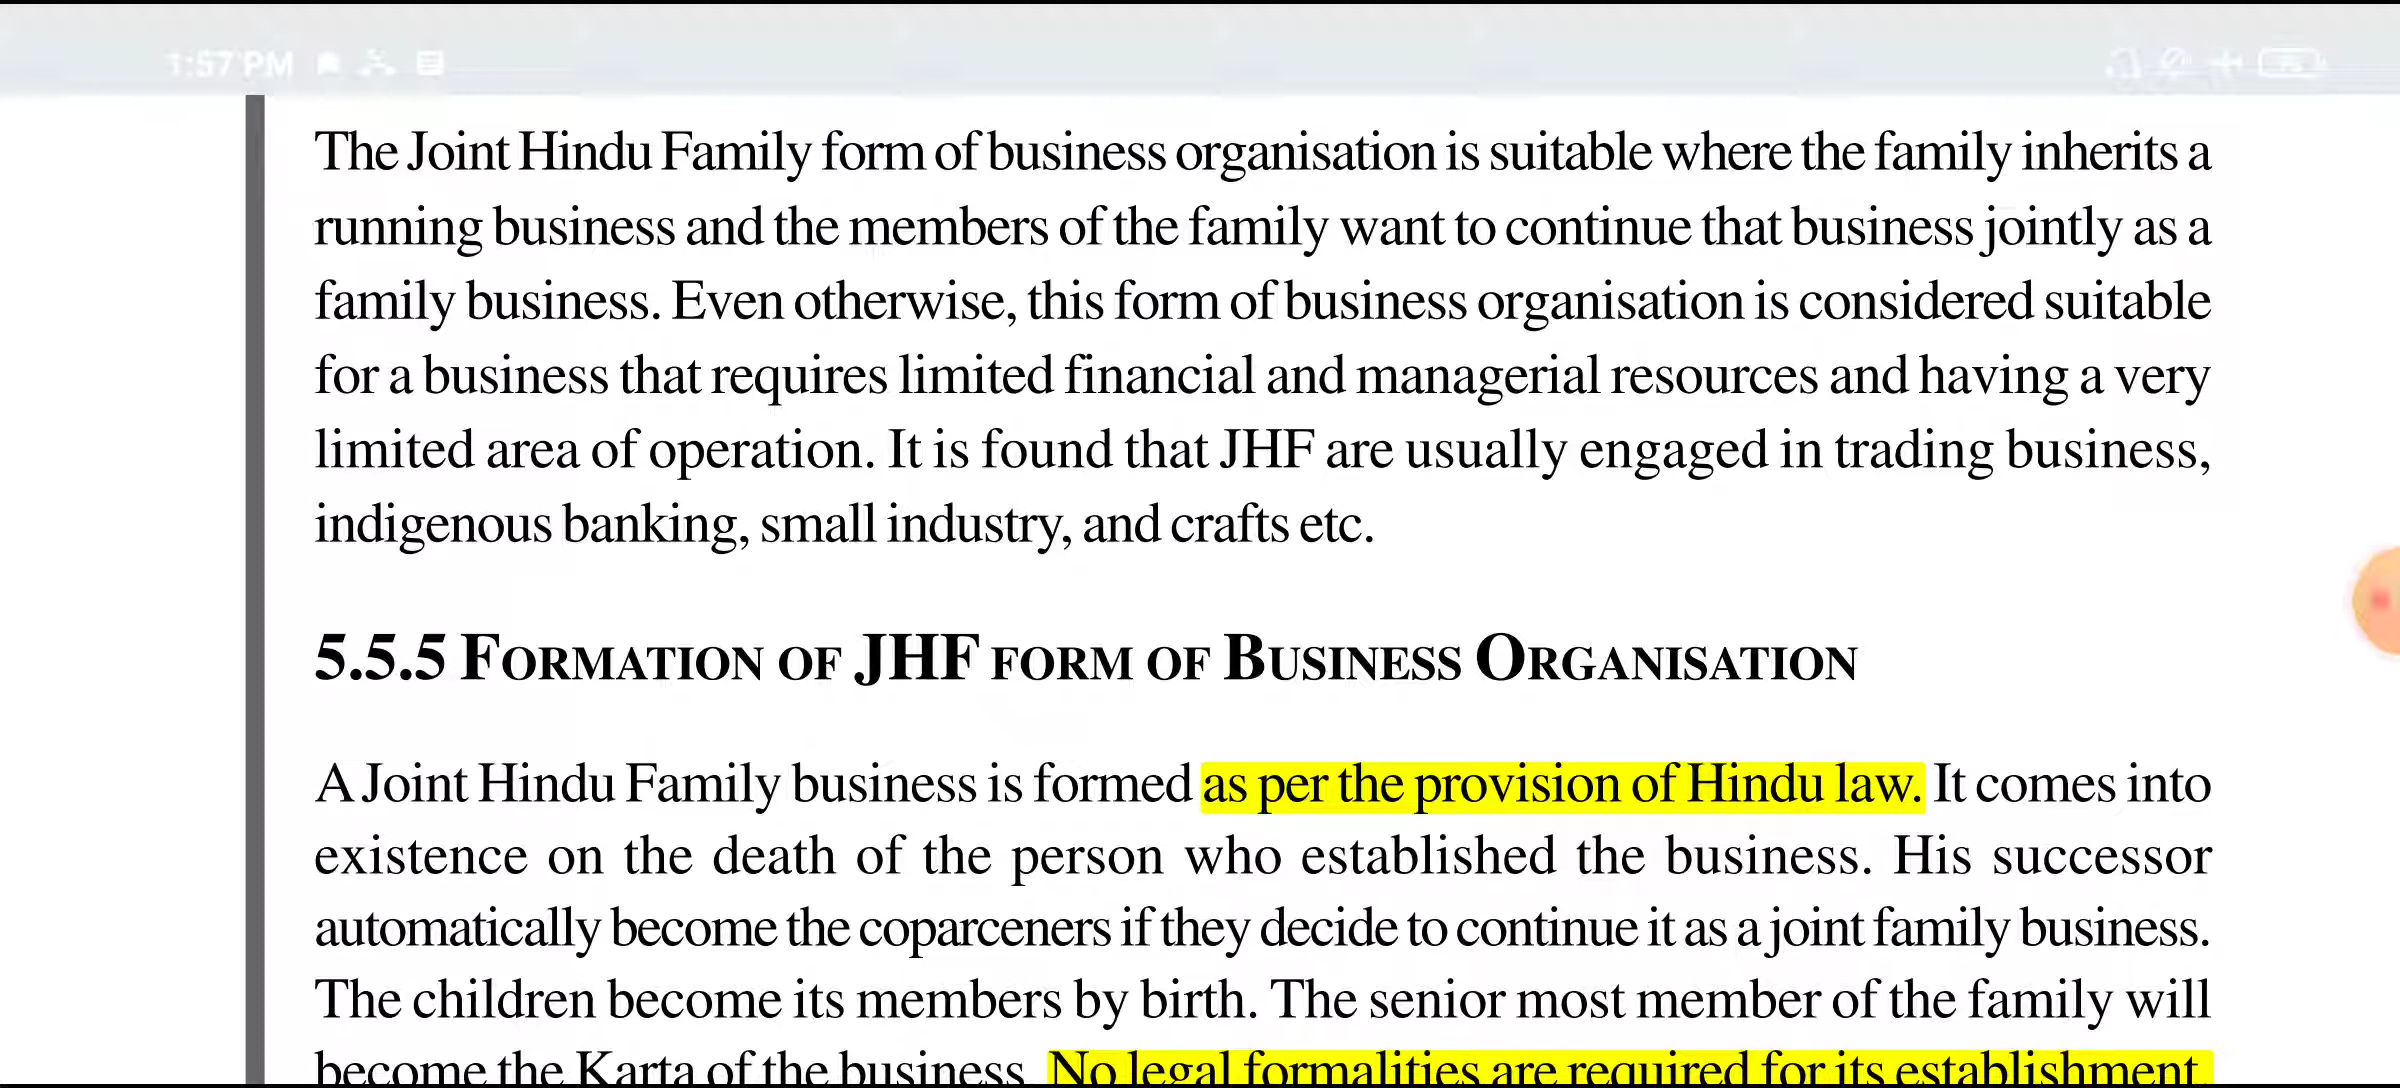 1:57 PM
The Joint Hindu Family form of business organisation is suitable where the family inherits a
running business and the members of the family want to continue that business jointly as a
family business. Even otherwise, this form of business organisation is considered suitable
for a business that requires limited financial and managerial resources and having a very
limited area of operation. It is found that JHF are usually engaged in trading business,
indigenous banking, small industry, and crafts etc.
5.5.5 FORMATION OF JHF FORM OF BUSINESS ORGANISATION
A Joint Hindu Family business is formed as per the provision of Hindu law. It comes into
existence on the death of the person who established the business. His successor
automatically become the coparceners if they decide to continue it as a joint family business.
The children become its members by birth. The senior most member of the family will
become the Karta of the business. No legal formalities are required for its establishment.